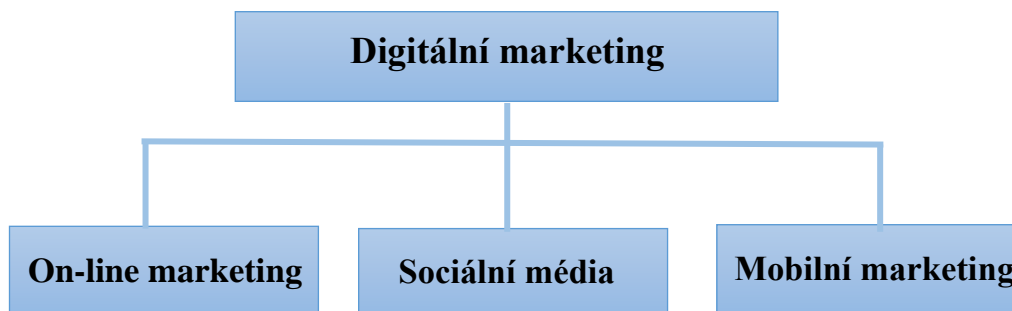 Digitální marketing
On-line marketing
Sociální média
Mobilní marketing